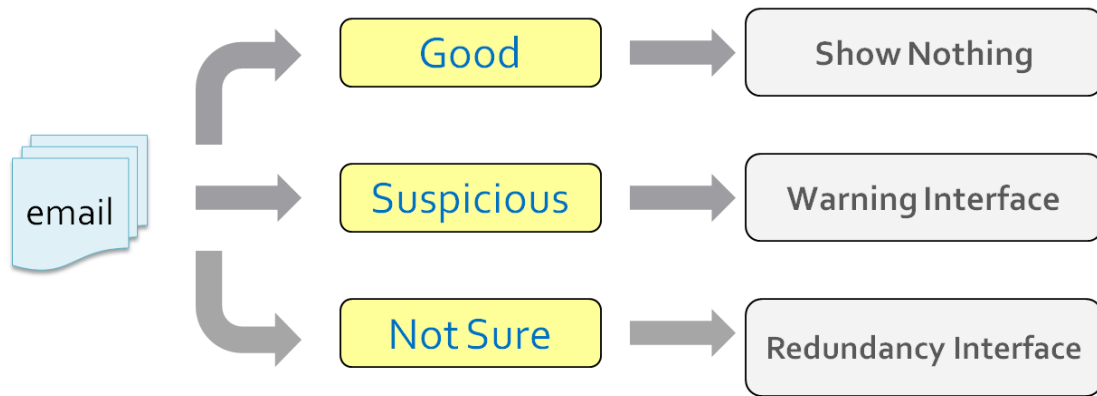 Good
Show Nothing
email
Suspicious
Warning Interface
Not Sure
Redundancy Interface